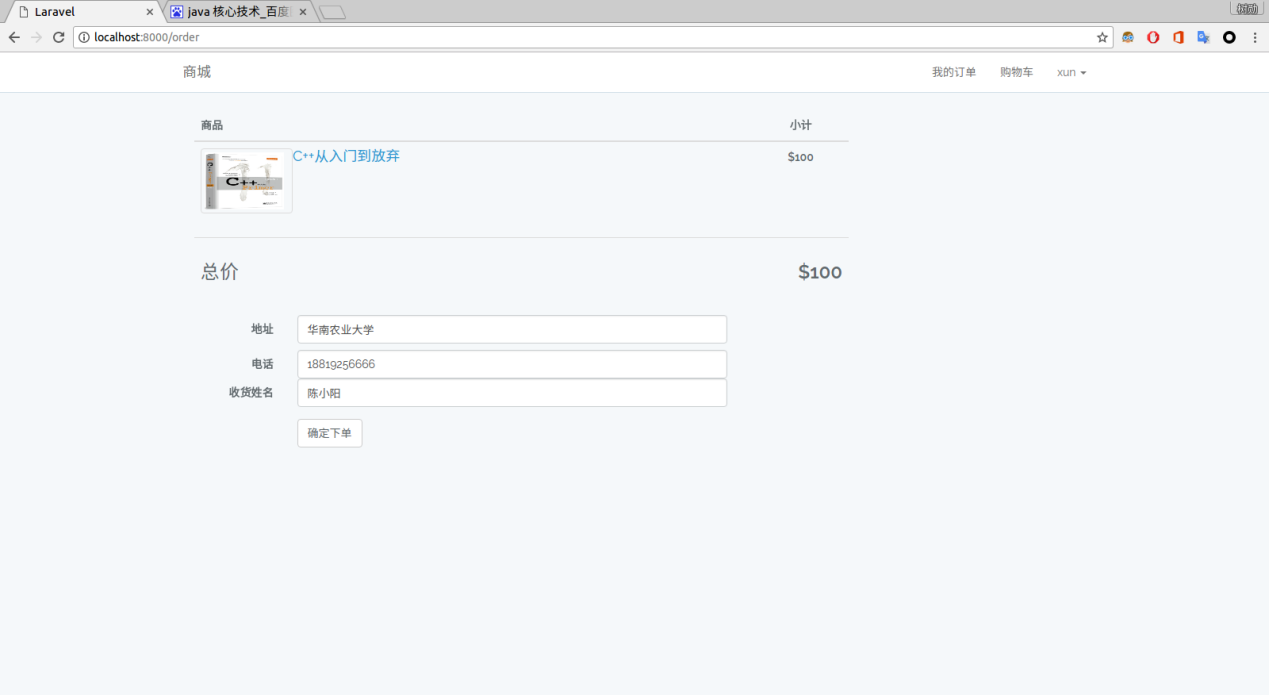 Laravel
java 核心技术_百度
localhost:8000/order
商城 我的订单 购物车 xun
商品 小计
C++从入门到放弃 $100
C++
总价 $100
地址 华南农业大学
电话 18819256666
收货姓名 陈小阳
确定下单